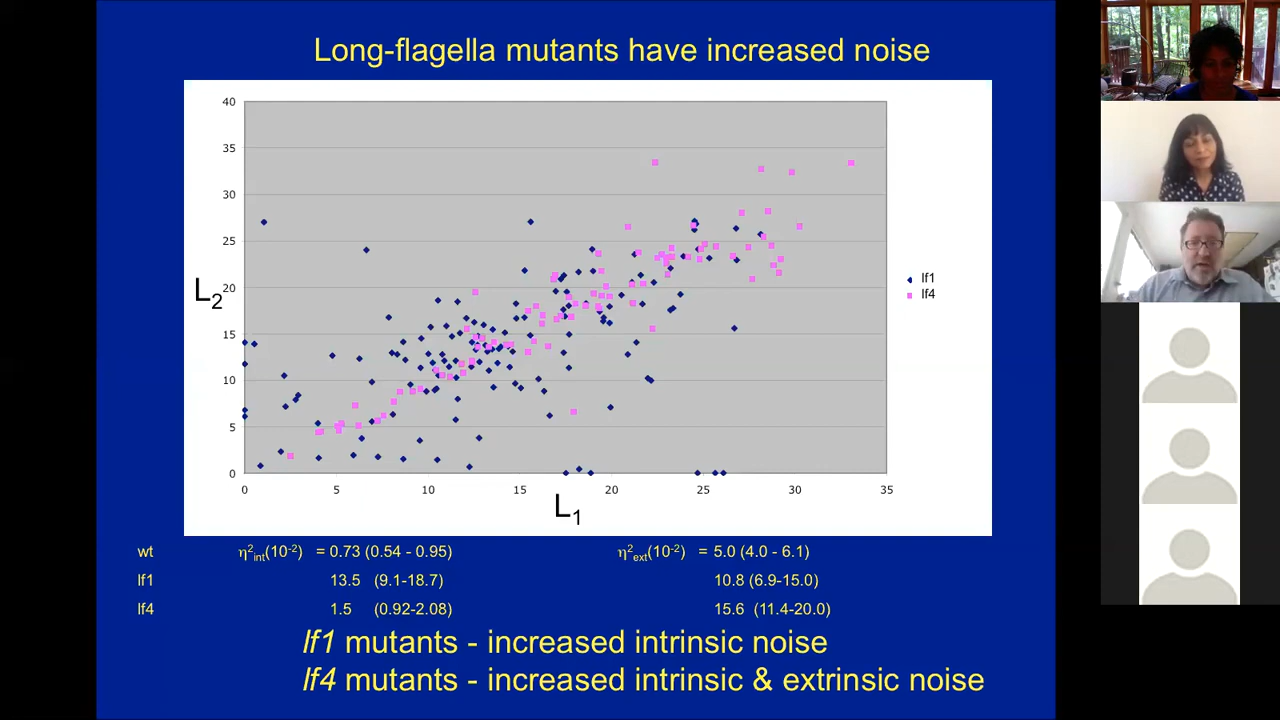 Long-flagella mutants have increased noise
40
35
30
25
20
15
10
5
0
L2
0 5 10 15 20 25 30 35
L1
lf1
lf4
wt η²int(10⁻²) = 0.73 (0.54 - 0.95) η²ext(10⁻²) = 5.0 (4.0 - 6.1)
lf1 13.5 (9.1-18.7) 10.8 (6.9-15.0)
lf4 1.5 (0.92-2.08) 15.6 (11.4-20.0)
lf1 mutants - increased intrinsic noise
lf4 mutants - increased intrinsic & extrinsic noise